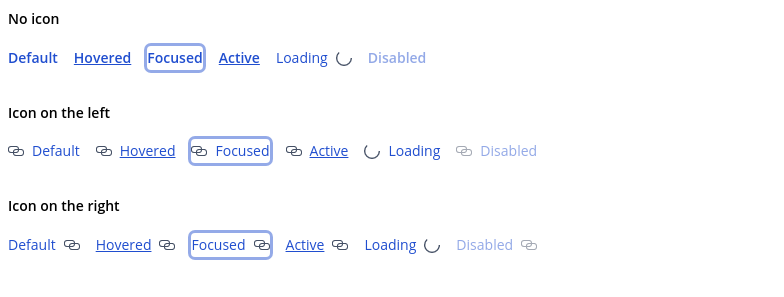 No icon
Default Hovered Focused Active Loading Disabled
Icon on the left
Default Hovered Focused Active Loading Disabled
Icon on the right
Default Hovered Focused Active Loading Disabled